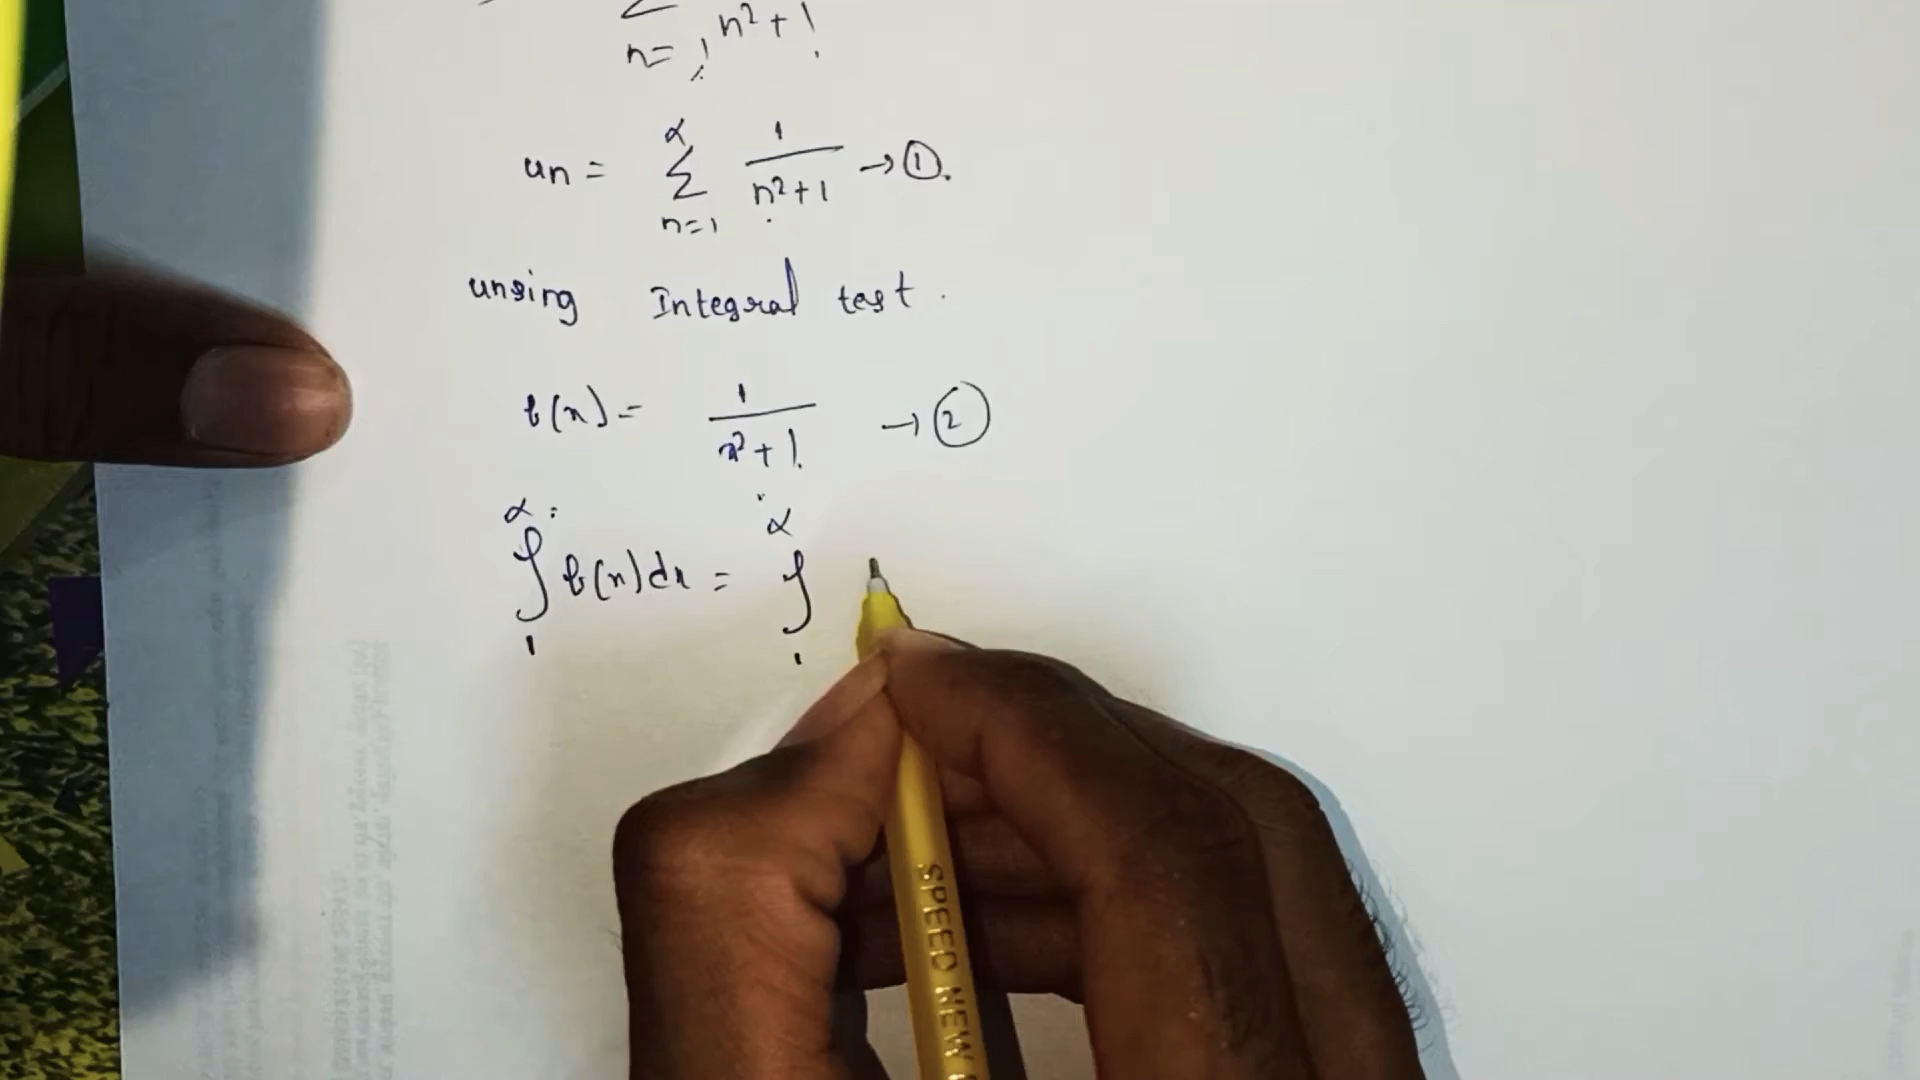 Σ
n=1 n²+1
α
un = Σ 1/(n²+1) → ①.
n=1
unsing Integral test.
f(x) = 1/(x²+1) → ②
α α
∫ f(x)dx = ∫
1 1
SPEED NEW